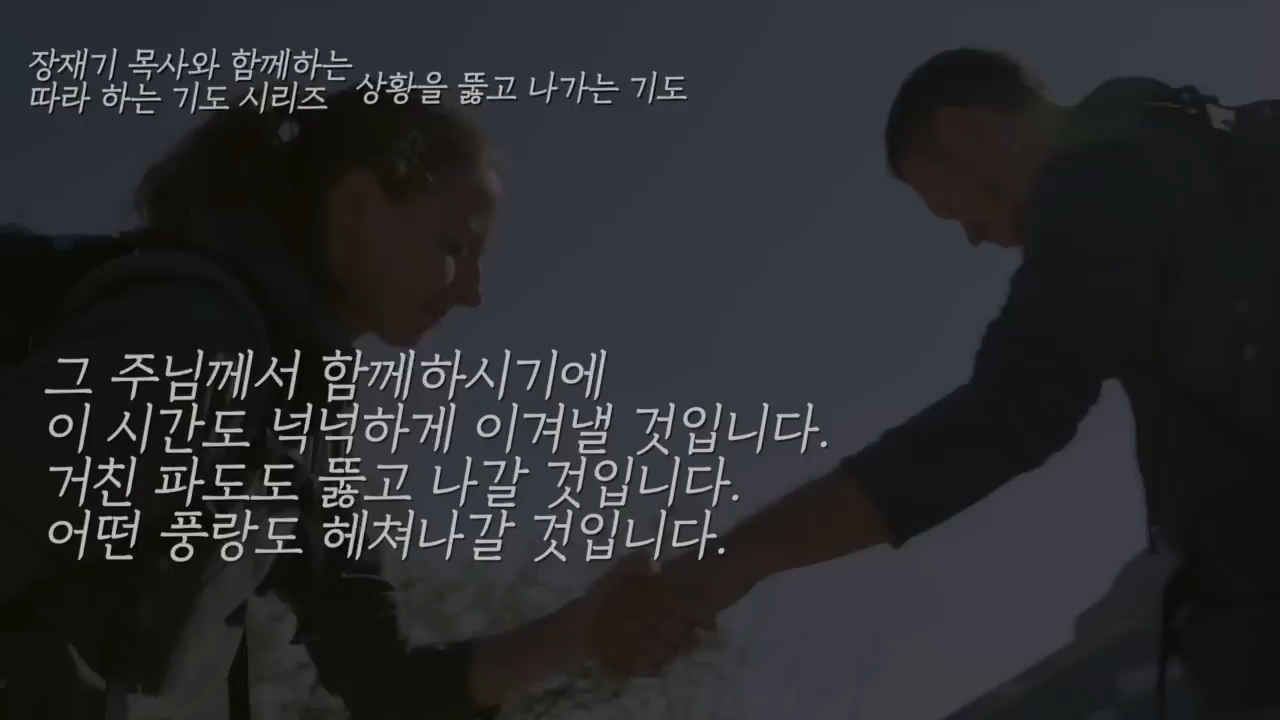 장재기 목사와 함께하는
따라 하는 기도 시리즈
상황을 뚫고 나가는 기도
그 주님께서 함께하시기에
이 시간도 넉넉하게 이겨낼 것입니다.
거친 파도도 뚫고 나갈 것입니다.
어떤 풍랑도 헤쳐나갈 것입니다.